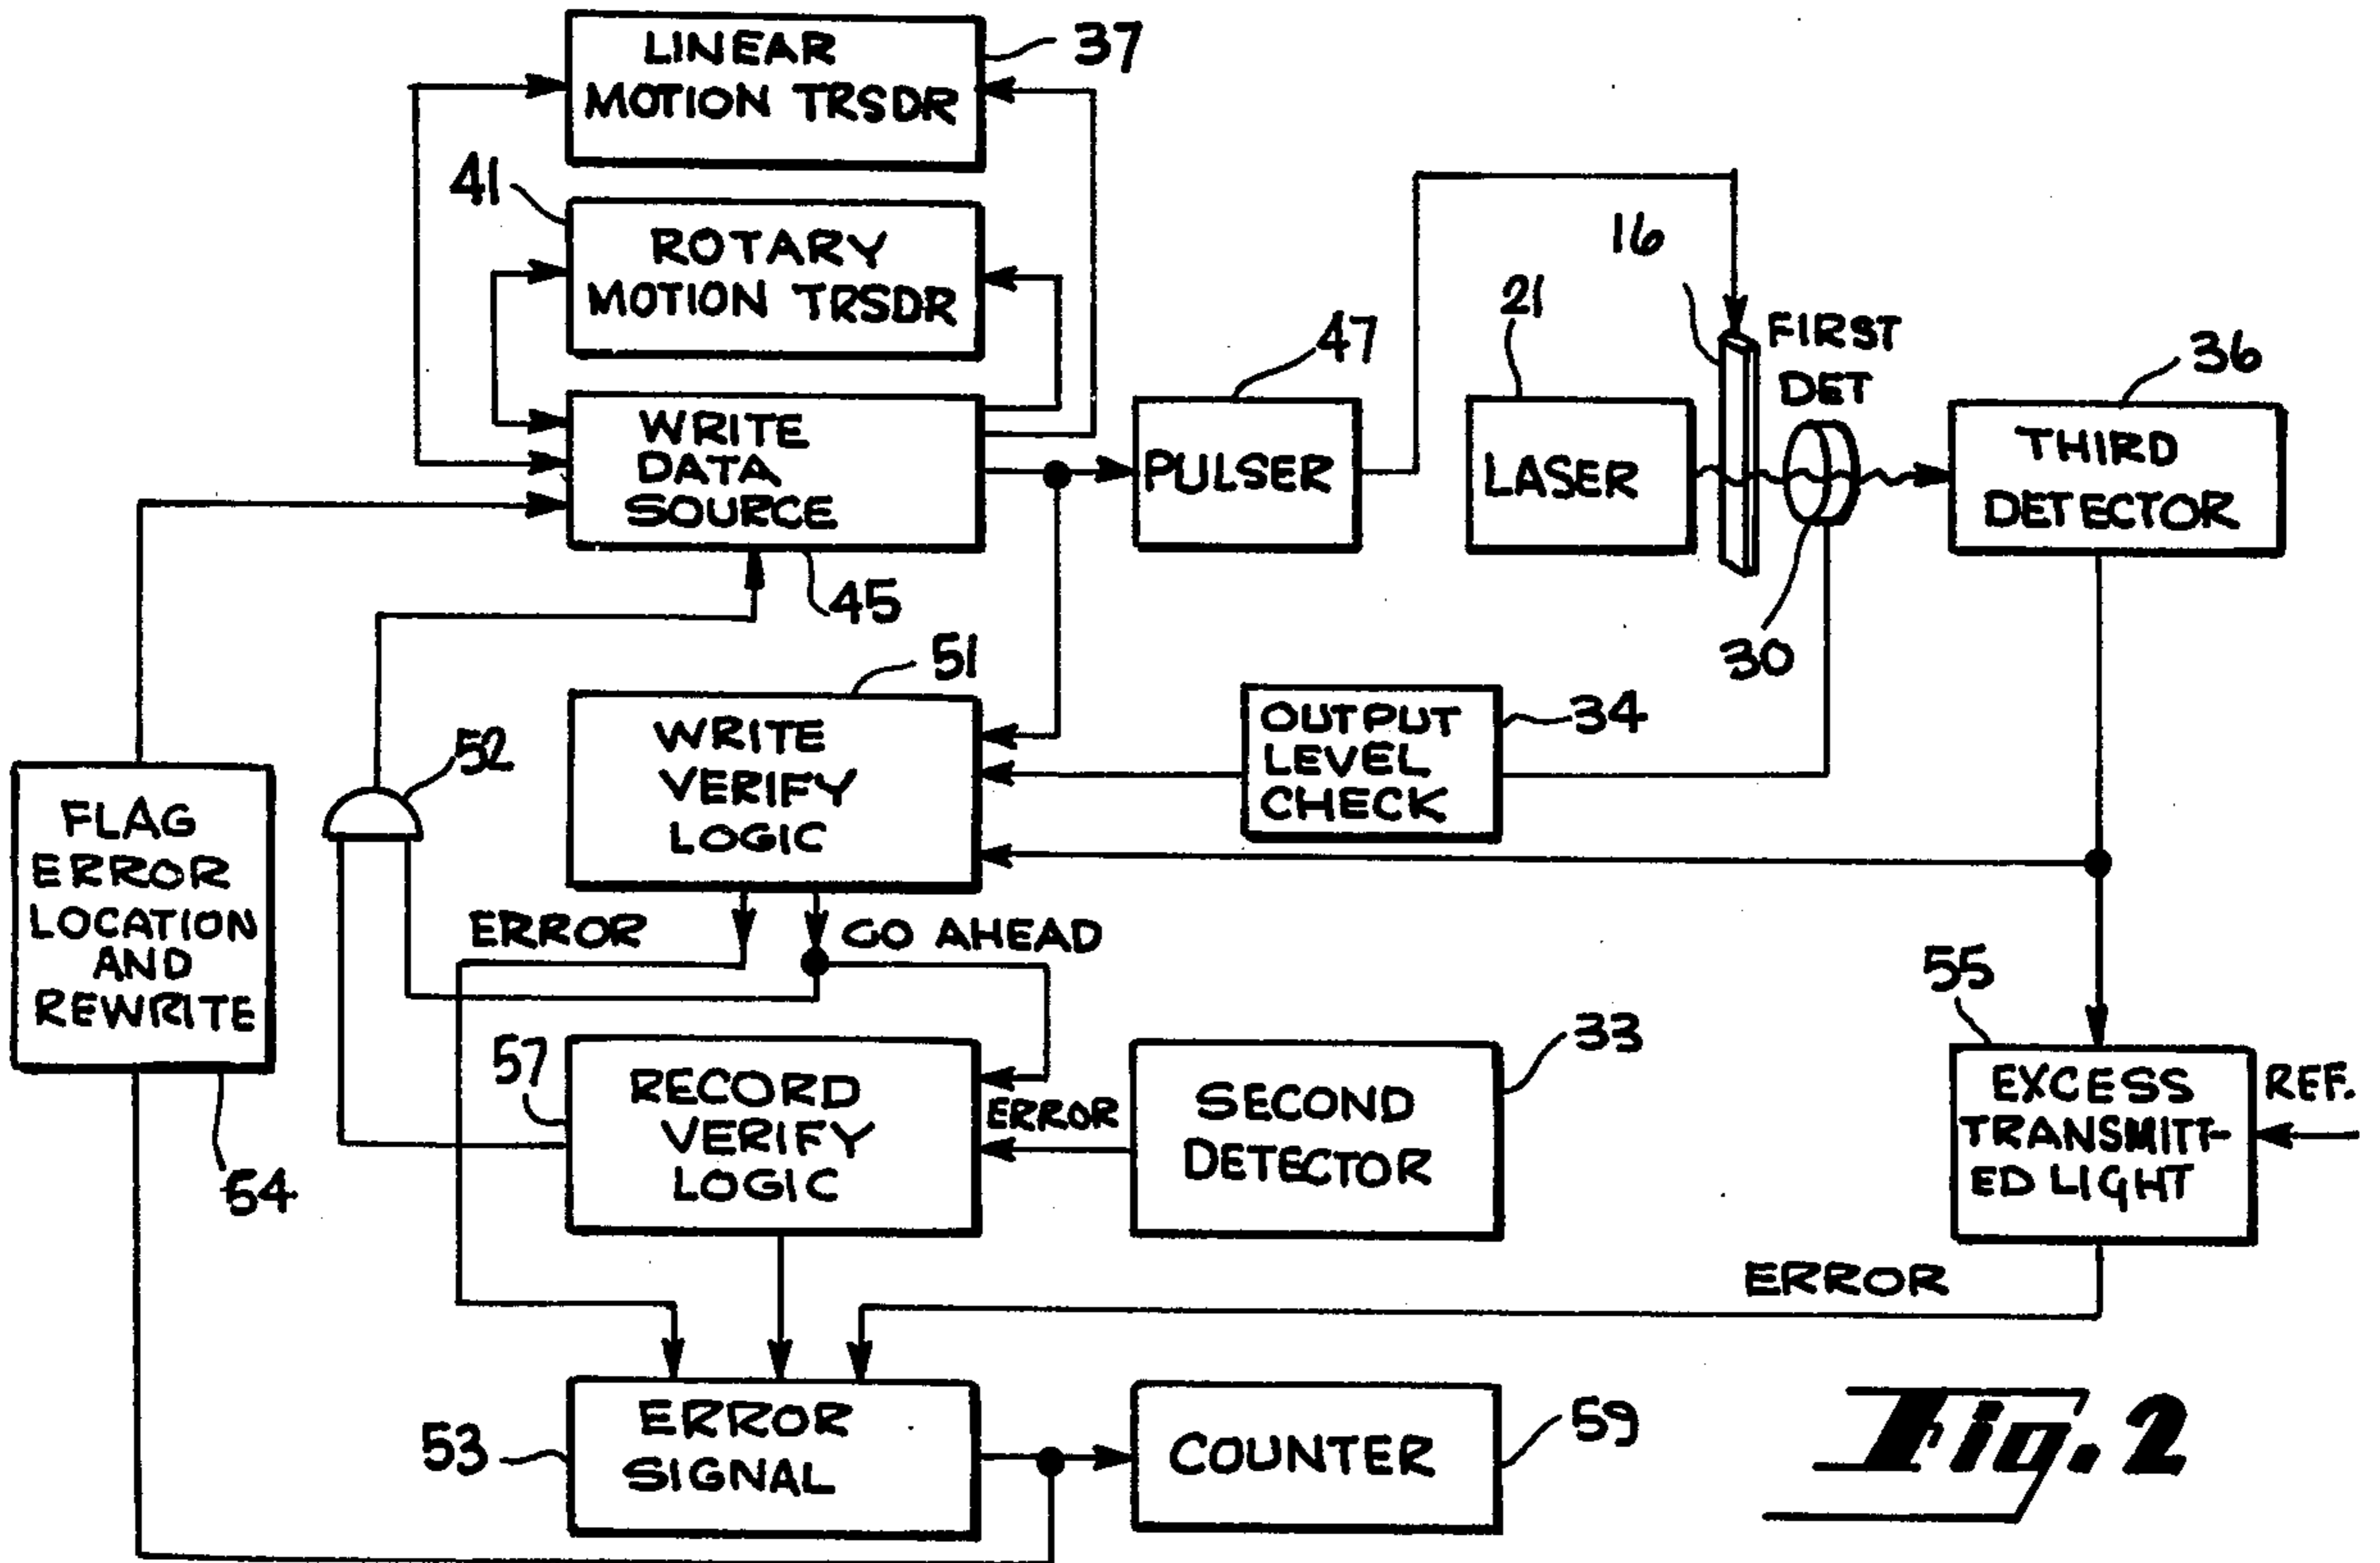 LINEAR
MOTION TRSDR
37
41
ROTARY
MOTION TRSDR
16
21
FIRST
DET
47
36
WRITE
DATA
SOURCE
PULSER
LASER
THIRD
DETECTOR
45
30
51
52
WRITE
VERIFY
LOGIC
OUTPUT
LEVEL
CHECK
34
FLAG
ERROR
LOCATION
AND
REWRITE
ERROR
GO AHEAD
55
57
33
RECORD
VERIFY
LOGIC
ERROR
SECOND
DETECTOR
EXCESS
TRANSMITT-
ED LIGHT
REF.
54
ERROR
53
ERROR
SIGNAL
COUNTER
59
Fig. 2